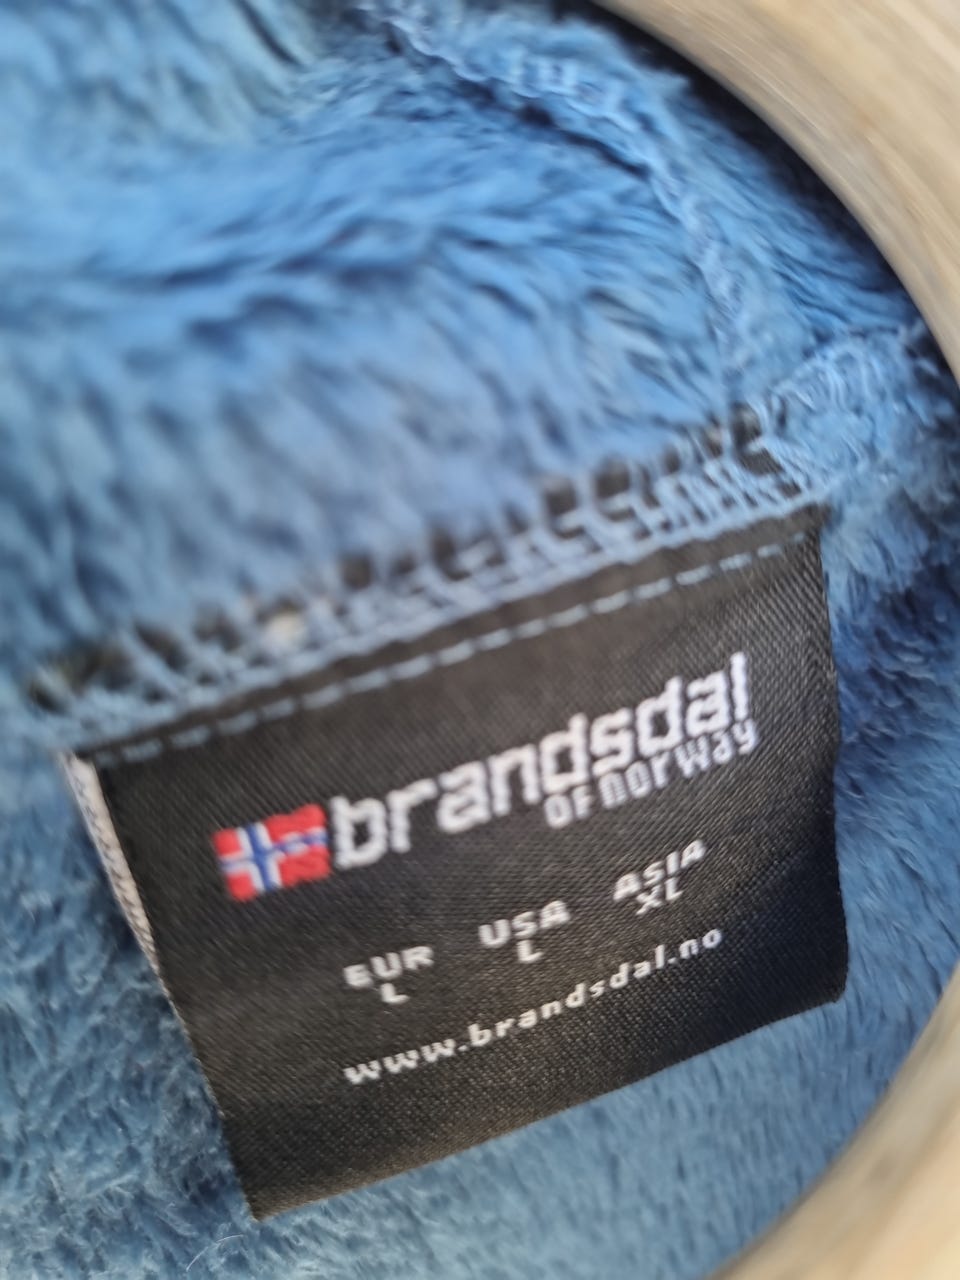 brandsdal
OF norway
EUR USA ASIA
L L XL
www.brandsdal.no